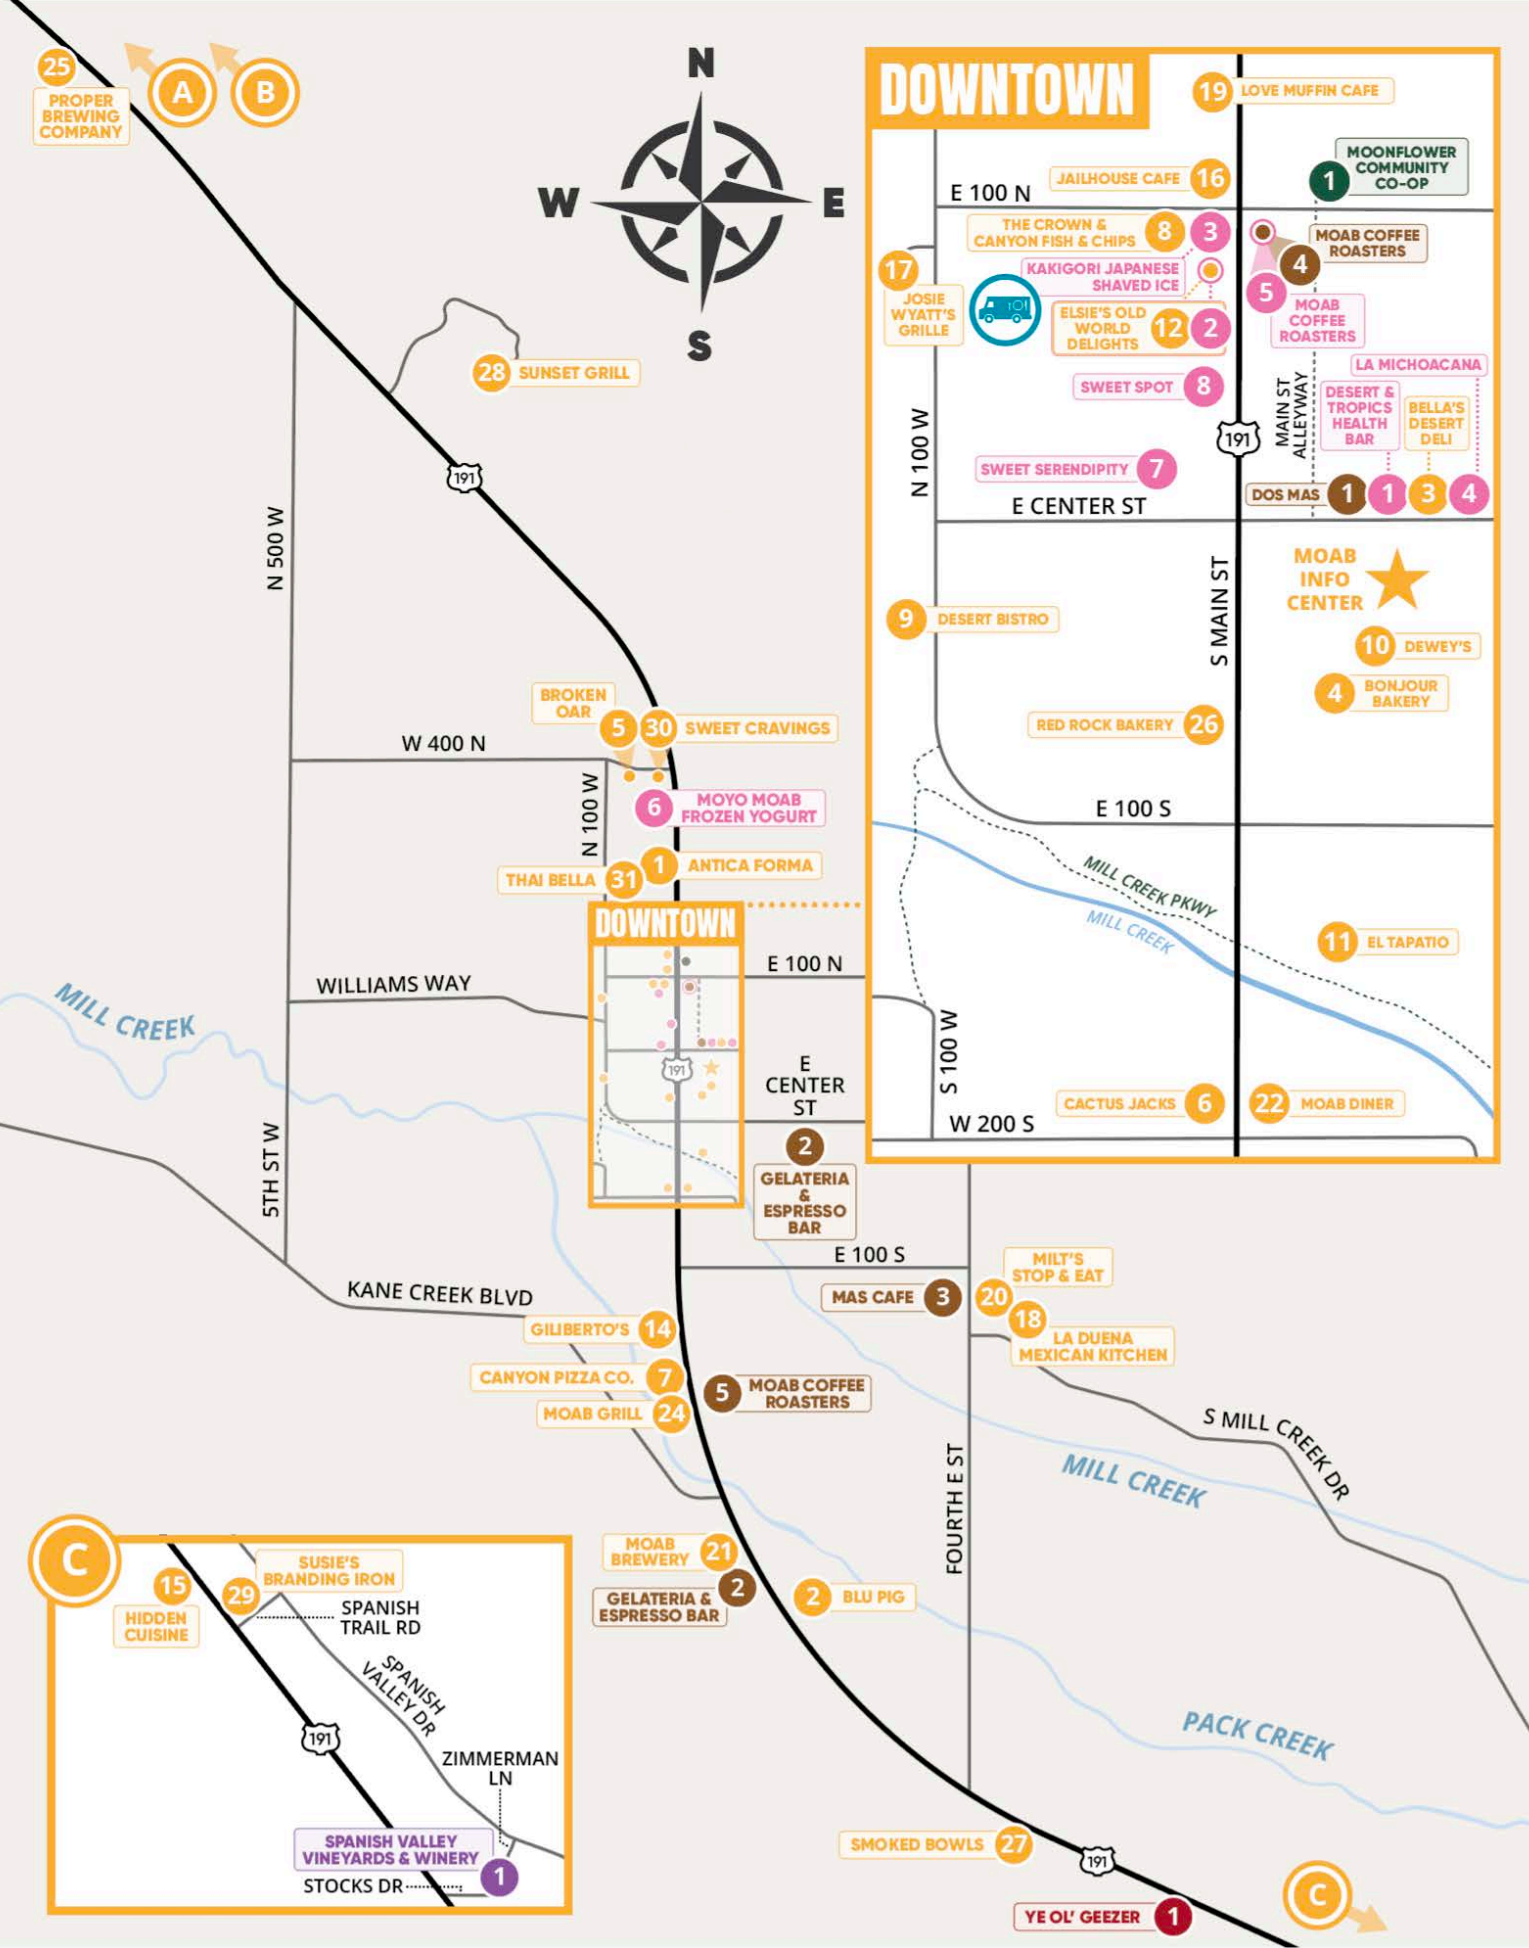 25
PROPER
BREWING
COMPANY
A
B
N
W
E
S
28
SUNSET GRILL
191
N 500 W
BROKEN
OAR
5
30
SWEET CRAVINGS
W 400 N
N 100 W
6
MOYO MOAB
FROZEN YOGURT
1
ANTICA FORMA
THAI BELLA
31
DOWNTOWN
191
E 100 N
WILLIAMS WAY
MILL CREEK
E
CENTER
ST
2
GELATERIA
&
ESPRESSO
BAR
5TH ST W
E 100 S
KANE CREEK BLVD
MAS CAFE
3
MILT'S
STOP & EAT
20
18
LA DUENA
MEXICAN KITCHEN
GILIBERTO'S
14
CANYON PIZZA CO.
7
MOAB GRILL
24
5
MOAB COFFEE
ROASTERS
S MILL CREEK DR
MILL CREEK
FOURTH E ST
MOAB
BREWERY
21
GELATERIA &
ESPRESSO BAR
2
2
BLU PIG
PACK CREEK
SMOKED BOWLS
27
191
YE OL' GEEZER
1
C
DOWNTOWN
19
LOVE MUFFIN CAFE
MOONFLOWER
COMMUNITY
CO-OP
1
JAILHOUSE CAFE
16
E 100 N
THE CROWN &
CANYON FISH & CHIPS
8
3
MOAB COFFEE
ROASTERS
4
17
JOSIE
WYATT'S
GRILLE
KAKIGORI JAPANESE
SHAVED ICE
5
MOAB
COFFEE
ROASTERS
ELSIE'S OLD
WORLD
DELIGHTS
12
2
SWEET SPOT
8
LA MICHOACANA
DESERT &
TROPICS
HEALTH
BAR
BELLA'S
DESERT
DELI
MAIN ST
ALLEYWAY
191
N 100 W
SWEET SERENDIPITY
7
DOS MAS
1
1
3
4
E CENTER ST
MOAB
INFO
CENTER
S MAIN ST
9
DESERT BISTRO
10
DEWEY'S
4
BONJOUR
BAKERY
RED ROCK BAKERY
26
E 100 S
MILL CREEK PKWY
MILL CREEK
11
EL TAPATIO
S 100 W
CACTUS JACKS
6
22
MOAB DINER
W 200 S
C
15
HIDDEN
CUISINE
29
SUSIE'S
BRANDING IRON
SPANISH
TRAIL RD
SPANISH
VALLEY DR
191
ZIMMERMAN
LN
SPANISH VALLEY
VINEYARDS & WINERY
1
STOCKS DR